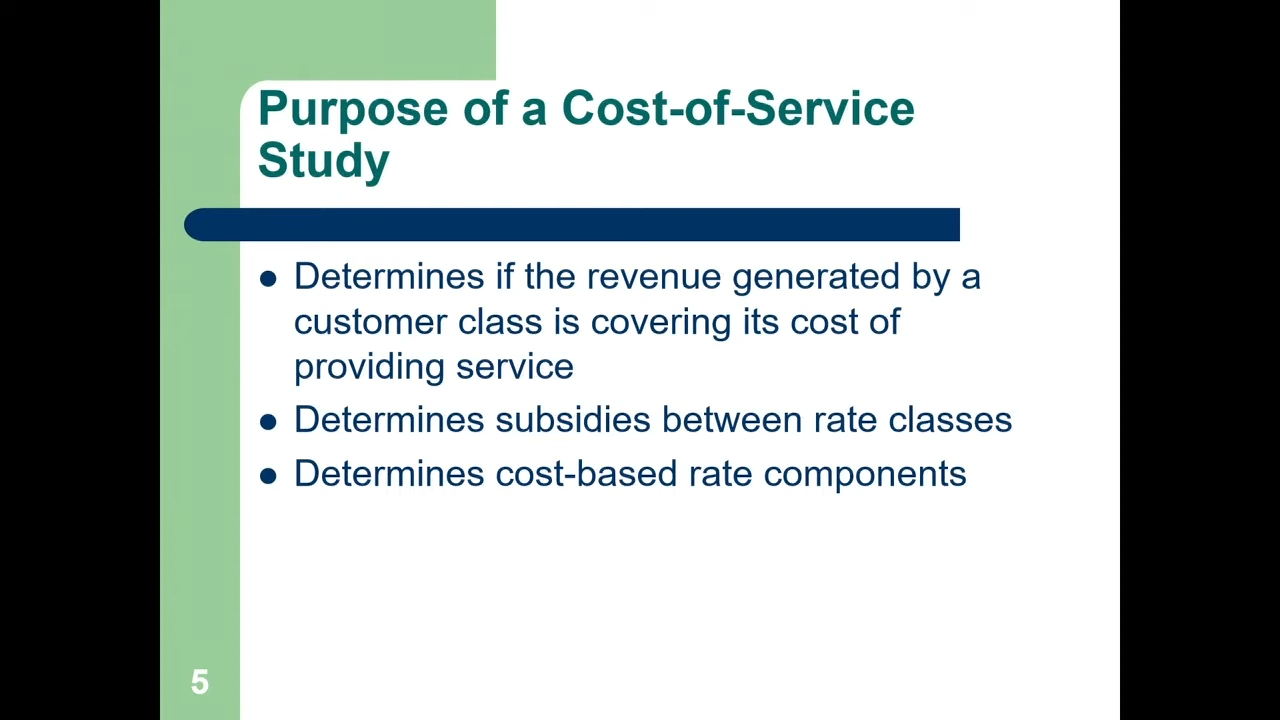 Purpose of a Cost-of-Service
Study
● Determines if the revenue generated by a
customer class is covering its cost of
providing service
● Determines subsidies between rate classes
● Determines cost-based rate components
5